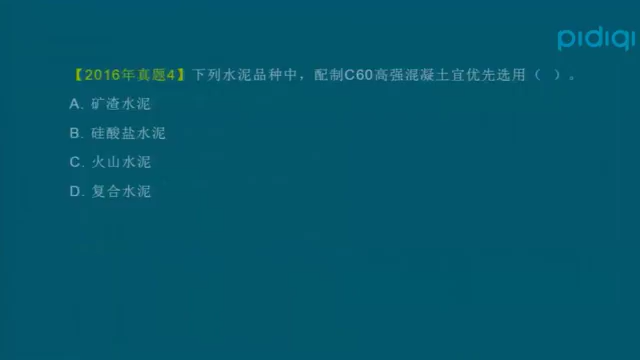 pidiqi
【2016年真题4】下列水泥品种中，配制C60高强混凝土宜优先选用（ ）。
A. 矿渣水泥
B. 硅酸盐水泥
C. 火山水泥
D. 复合水泥